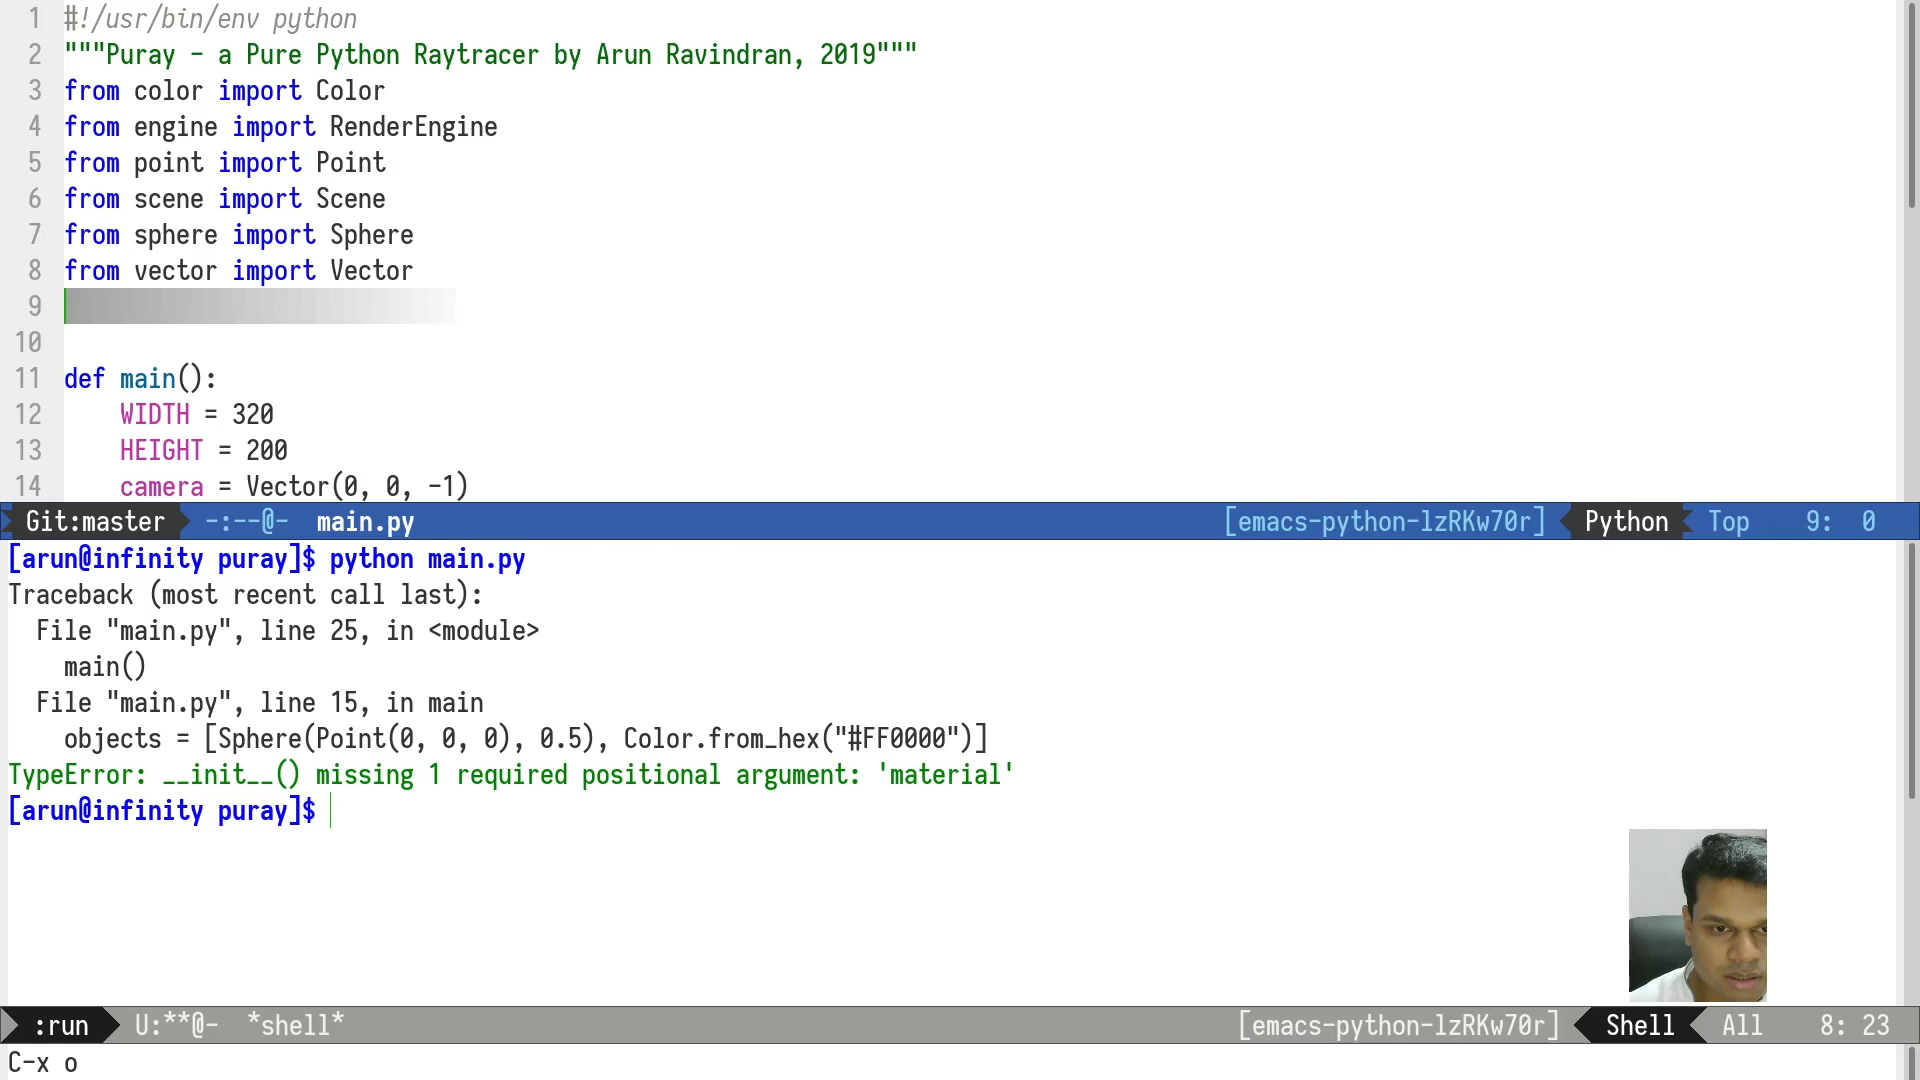 1 #!/usr/bin/env python
2 """Puray – a Pure Python Raytracer by Arun Ravindran, 2019"""
3 from color import Color
4 from engine import RenderEngine
5 from point import Point
6 from scene import Scene
7 from sphere import Sphere
8 from vector import Vector
9
10
11 def main():
12 WIDTH = 320
13 HEIGHT = 200
14 camera = Vector(0, 0, -1)
Git:master -:--@- main.py [emacs-python-lzRKw70r] Python Top 9: 0
[arun@infinity puray]$ python main.py
Traceback (most recent call last):
File "main.py", line 25, in <module>
main()
File "main.py", line 15, in main
objects = [Sphere(Point(0, 0, 0), 0.5), Color.from_hex("#FF0000")]
TypeError: __init__() missing 1 required positional argument: 'material'
[arun@infinity puray]$
:run U:**@- *shell* [emacs-python-lzRKw70r] Shell All 8: 23
C-x o